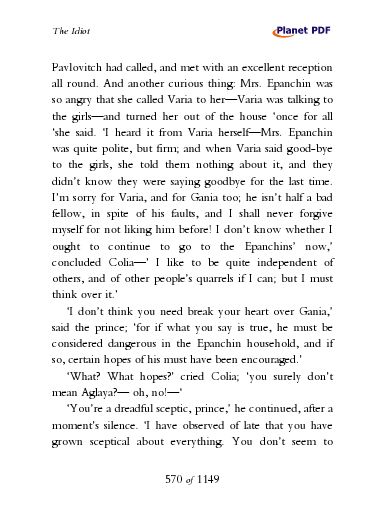 The Idiot
Planet PDF
Pavlovitch had called, and met with an excellent reception
all round. And another curious thing: Mrs. Epanchin was
so angry that she called Varia to her—Varia was talking to
the girls—and turned her out of the house 'once for all
'she said. 'I heard it from Varia herself—Mrs. Epanchin
was quite polite, but firm; and when Varia said good-bye
to the girls, she told them nothing about it, and they
didn't know they were saying goodbye for the last time.
I'm sorry for Varia, and for Gania too; he isn't half a bad
fellow, in spite of his faults, and I shall never forgive
myself for not liking him before! I don't know whether I
ought to continue to go to the Epanchins' now,'
concluded Colia—' I like to be quite independent of
others, and of other people's quarrels if I can; but I must
think over it.'
'I don't think you need break your heart over Gania,'
said the prince; 'for if what you say is true, he must be
considered dangerous in the Epanchin household, and if
so, certain hopes of his must have been encouraged.'
'What? What hopes?' cried Colia; 'you surely don't
mean Aglaya?— oh, no!—'
'You're a dreadful sceptic, prince,' he continued, after a
moment's silence. 'I have observed of late that you have
grown sceptical about everything. You don't seem to
570 of 1149